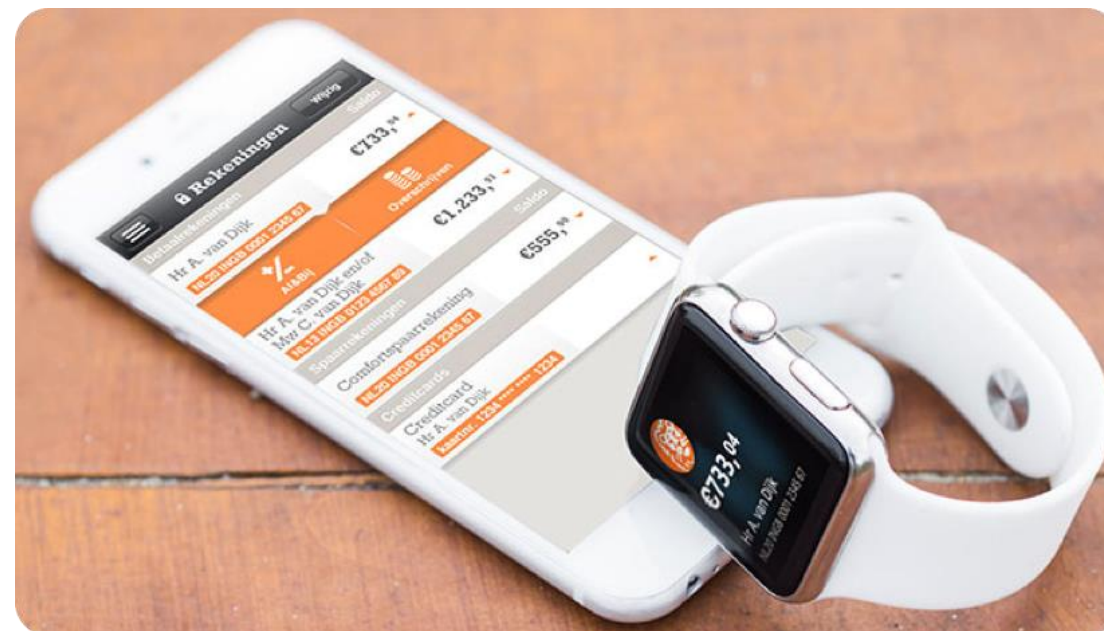 Rekeningen
Wijzig
Betaalrekeningen
Saldo
Hr A. van Dijk
€733,04
NL20 INGB 0001 2345 67
Af&Bij
Overschrijven
Hr A. van Dijk en/of
Mw C. van Dijk
€1.233,
NL13 INGB 0123 4567 89
Spaarrekeningen
Saldo
Comfortspaarrekening
€555,
NL20 INGB 0001 2345 67
Creditcards
Creditcard
Hr A. van Dijk
kaartnr. 1234 **** **** 1234
€733,04
Hr A. van Dijk
NL20 INGB 0001 2345 67